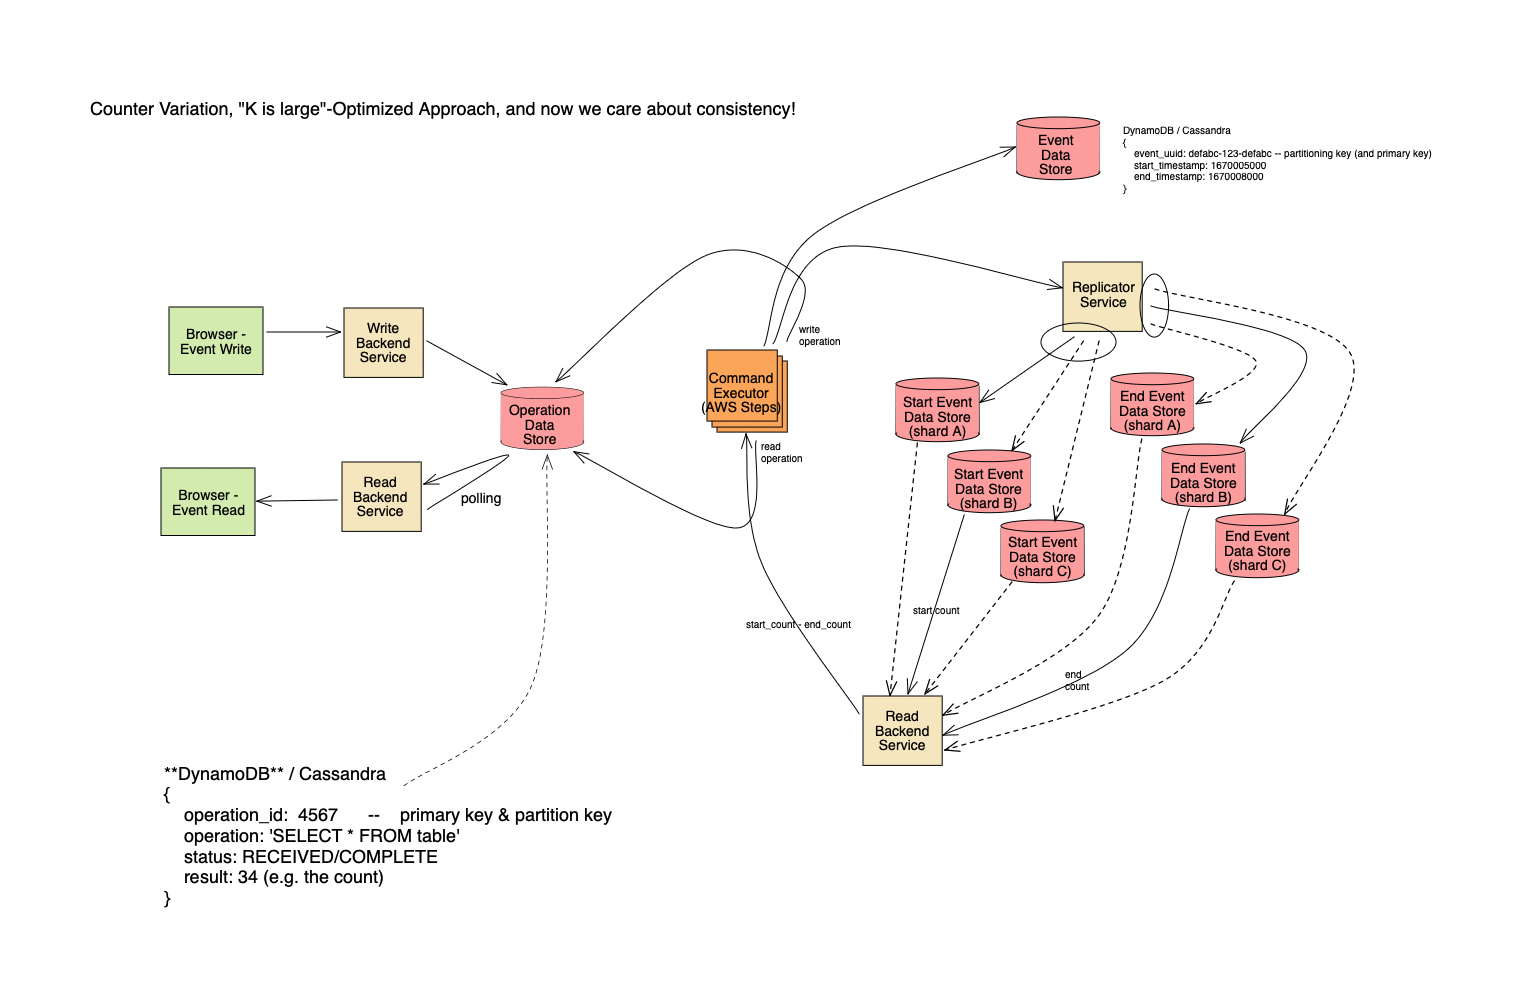 Counter Variation, "K is large"-Optimized Approach, and now we care about consistency!
Event
Data
Store
DynamoDB / Cassandra
{
event_uuid: defabc-123-defabc -- partitioning key (and primary key)
start_timestamp: 1670005000
end_timestamp: 1670008000
}
Replicator
Service
Browser -
Event Write
Write
Backend
Service
write
operation
Command
Executor
(AWS Steps)
Operation
Data
Store
read
operation
Start Event
Data Store
(shard A)
End Event
Data Store
(shard A)
Start Event
Data Store
(shard B)
End Event
Data Store
(shard B)
Start Event
Data Store
(shard C)
End Event
Data Store
(shard C)
Browser -
Event Read
Read
Backend
Service
polling
start count
start_count - end_count
end
count
Read
Backend
Service
**DynamoDB** / Cassandra
{
operation_id:  4567      --    primary key & partition key
operation: 'SELECT * FROM table'
status: RECEIVED/COMPLETE
result: 34 (e.g. the count)
}